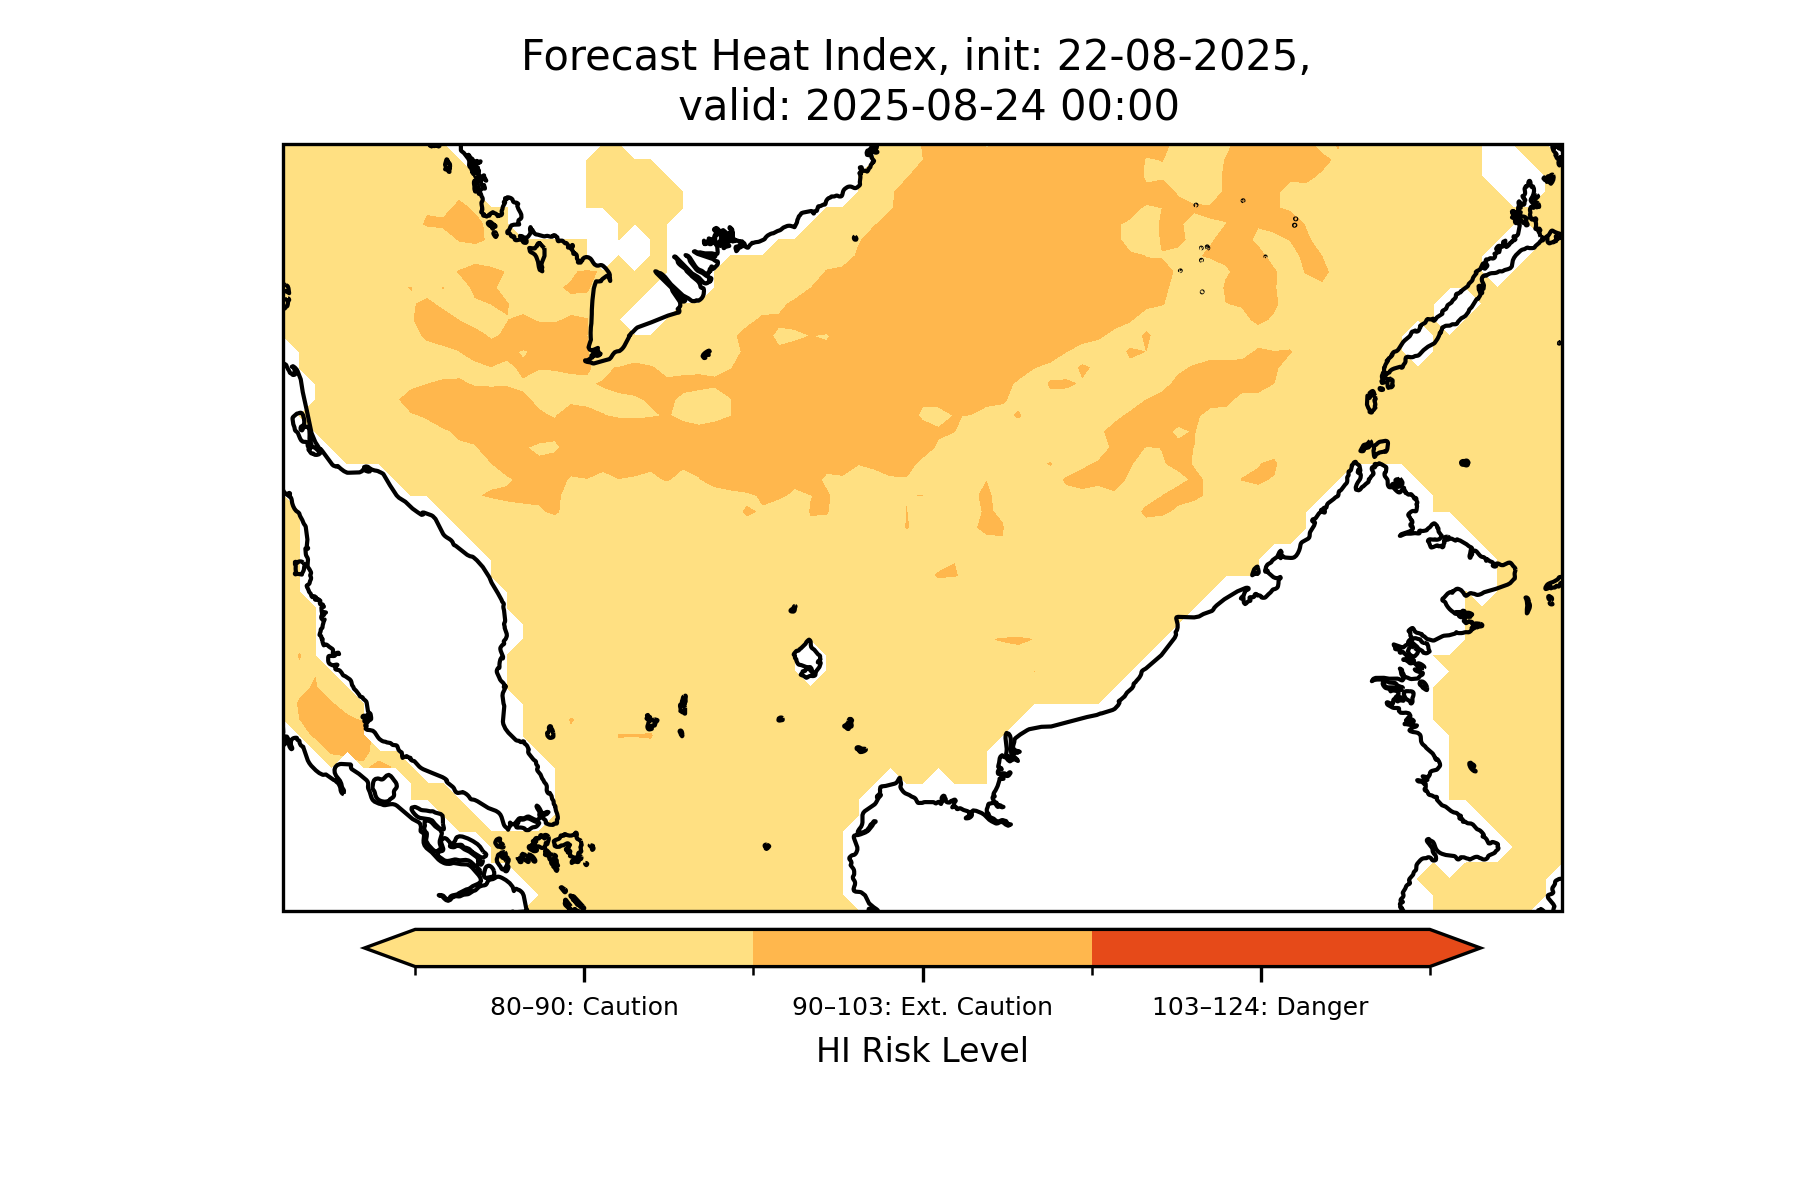 Forecast Heat Index, init: 22-08-2025,
valid: 2025-08-24 00:00
80–90: Caution
90–103: Ext. Caution
103–124: Danger
HI Risk Level